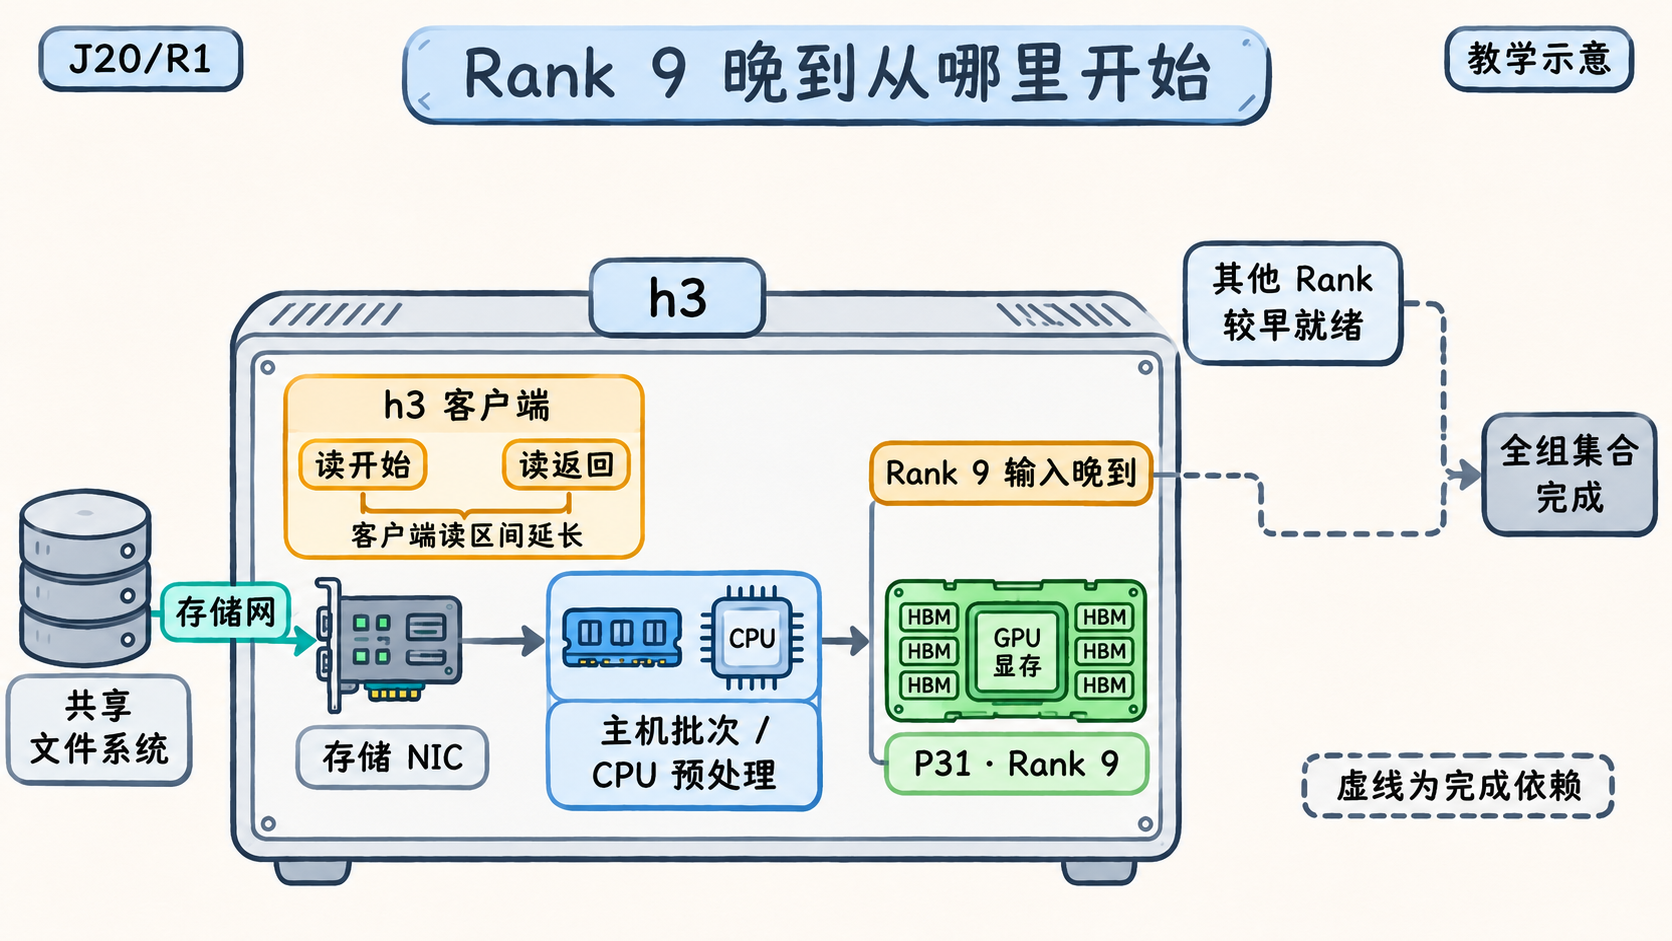 J20/R1
Rank 9 晚到从哪里开始
教学示意
h3
其他 Rank
较早就绪
h3 客户端
读开始
读返回
客户端读区间延长
Rank 9 输入晚到
全组集合
完成
存储网
共享
文件系统
存储 NIC
CPU
主机批次 /
CPU 预处理
HBM
HBM
HBM
GPU
显存
HBM
HBM
HBM
P31 · Rank 9
虚线为完成依赖